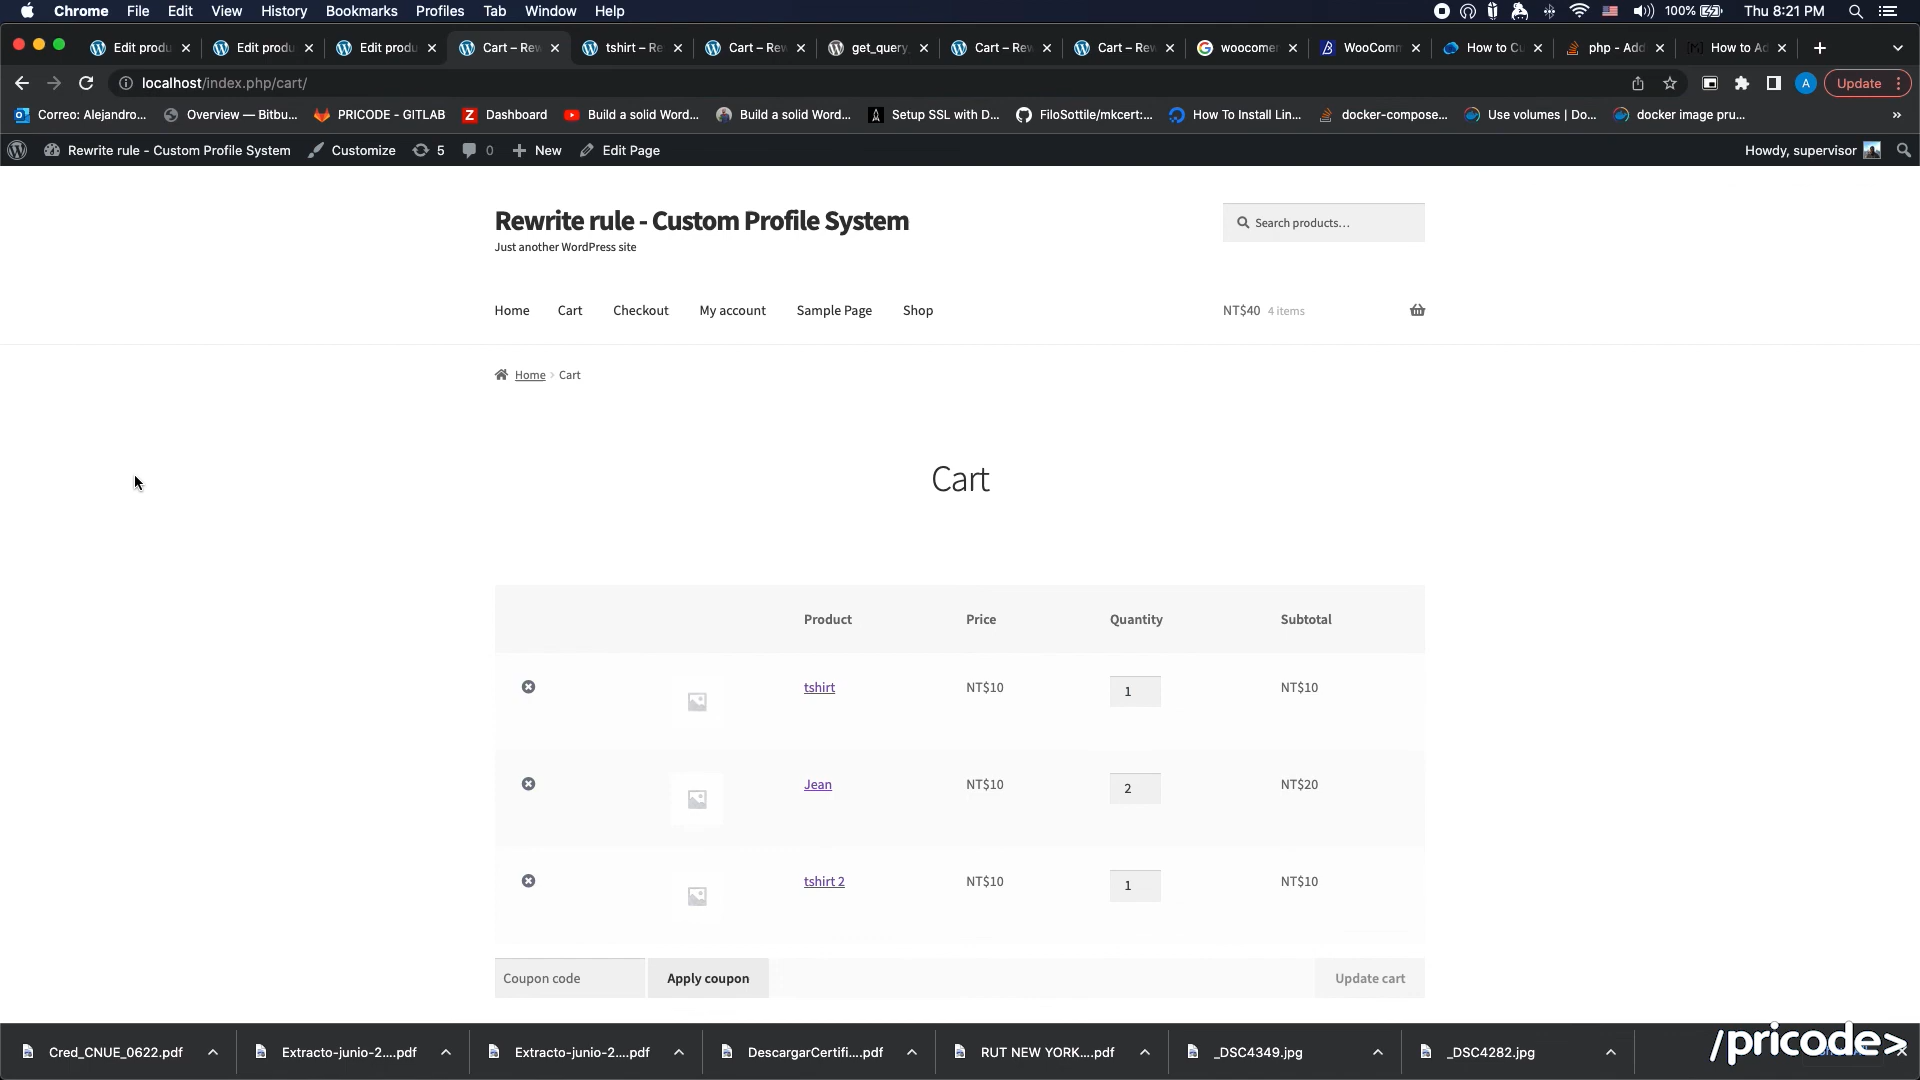 Chrome File Edit View History Bookmarks Profiles Tab Window Help 100% Thu 8:21 PM
Edit produ Edit produ Edit produ Cart – Rew tshirt – Re Cart – Rew get_query Cart – Rew Cart – Rew woocomer WooComm How to Cu php - Add How to Ad
localhost/index.php/cart/ A Update
Correo: Alejandro... Overview — Bitbu... PRICODE - GITLAB Dashboard Build a solid Word... Build a solid Word... Setup SSL with D... FiloSottile/mkcert:... How To Install Lin... docker-compose... Use volumes | Do... docker image pru... »
Rewrite rule - Custom Profile System Customize 5 0 New Edit Page Howdy, supervisor
Rewrite rule - Custom Profile System
Just another WordPress site
Search products...
Home Cart Checkout My account Sample Page Shop NT$40 4 items
Home Cart
Cart
Product Price Quantity Subtotal
tshirt NT$10 1 NT$10
Jean NT$10 2 NT$20
tshirt 2 NT$10 1 NT$10
Coupon code Apply coupon Update cart
Cred_CNUE_0622.pdf Extracto-junio-2....pdf Extracto-junio-2....pdf DescargarCertifi....pdf RUT NEW YORK....pdf _DSC4349.jpg _DSC4282.jpg
/pricode>